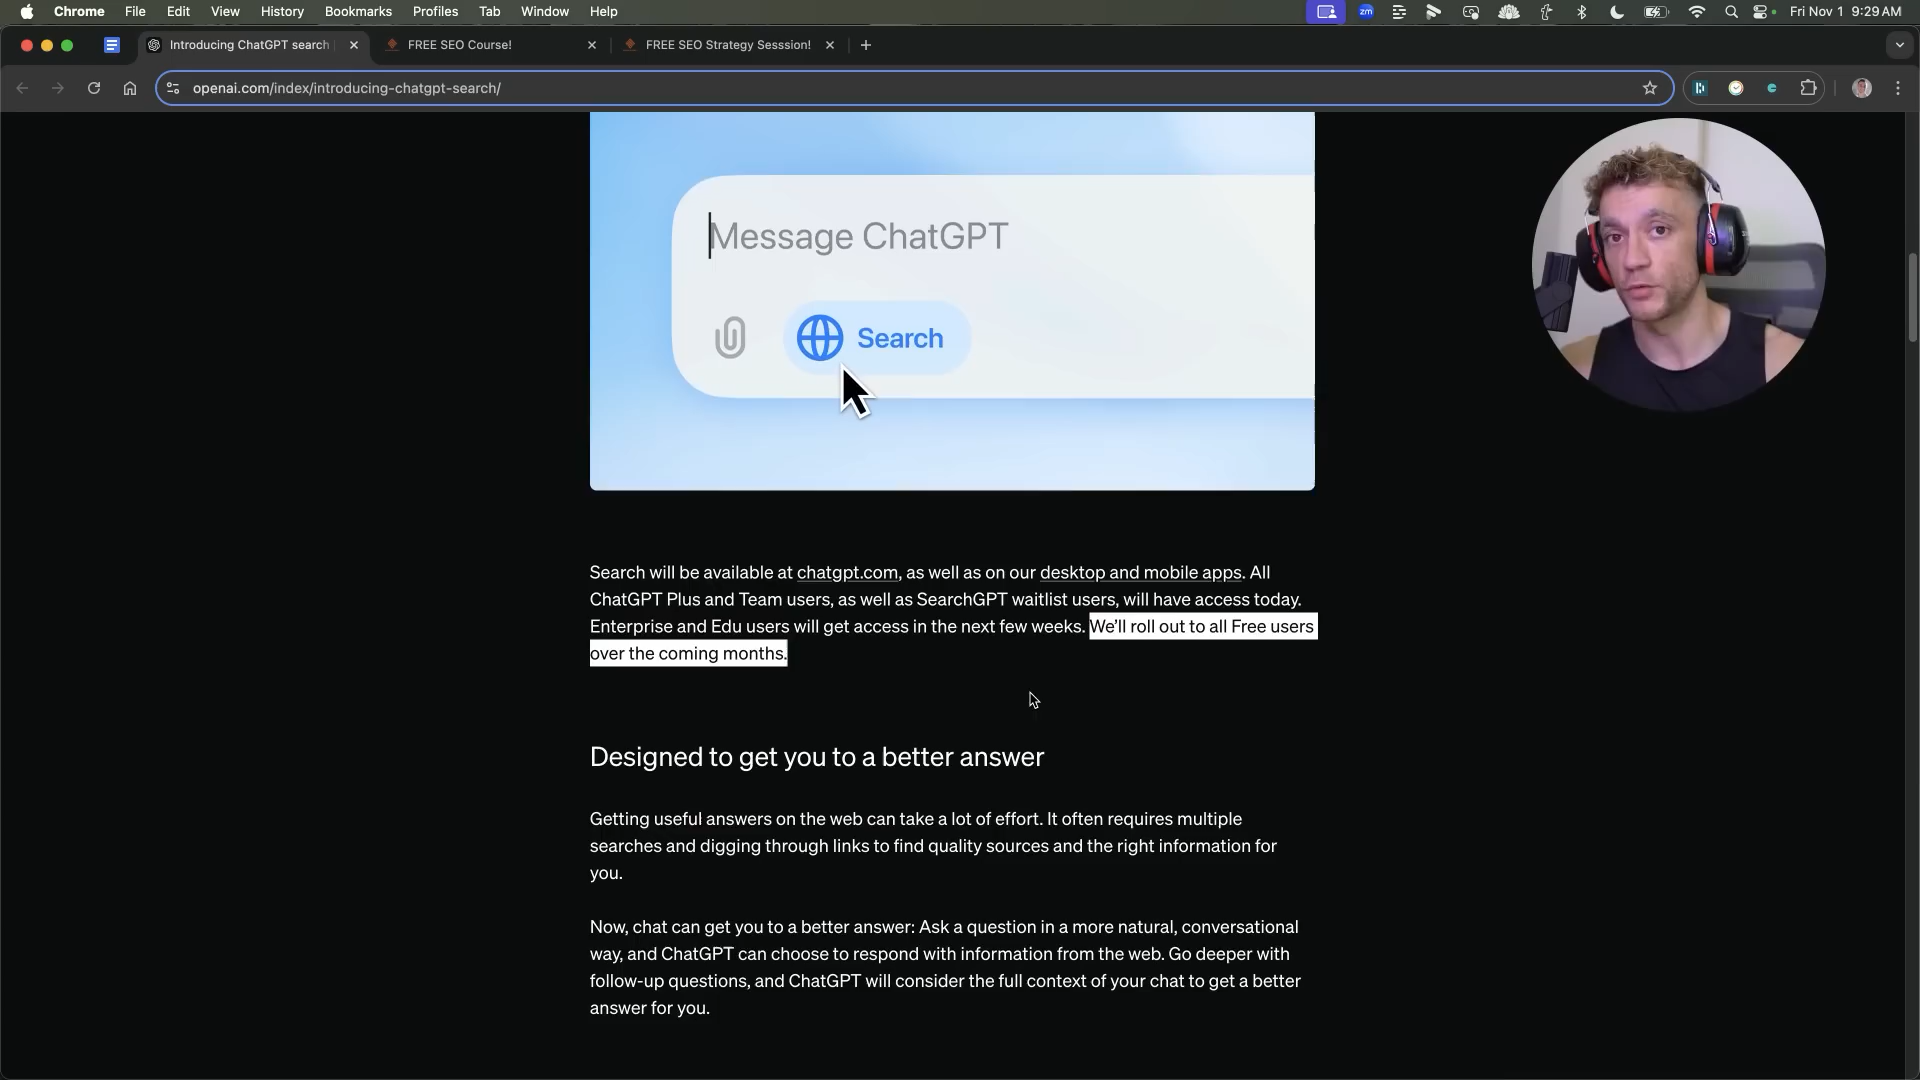 Chrome File Edit View History Bookmarks Profiles Tab Window Help zm Fri Nov 1 9:29 AM
Introducing ChatGPT search FREE SEO Course! FREE SEO Strategy Sesssion!
openai.com/index/introducing-chatgpt-search/
Message ChatGPT
Search
Search will be available at chatgpt.com, as well as on our desktop and mobile apps. All
ChatGPT Plus and Team users, as well as SearchGPT waitlist users, will have access today.
Enterprise and Edu users will get access in the next few weeks. We’ll roll out to all Free users
over the coming months.
Designed to get you to a better answer
Getting useful answers on the web can take a lot of effort. It often requires multiple
searches and digging through links to find quality sources and the right information for
you.
Now, chat can get you to a better answer: Ask a question in a more natural, conversational
way, and ChatGPT can choose to respond with information from the web. Go deeper with
follow-up questions, and ChatGPT will consider the full context of your chat to get a better
answer for you.